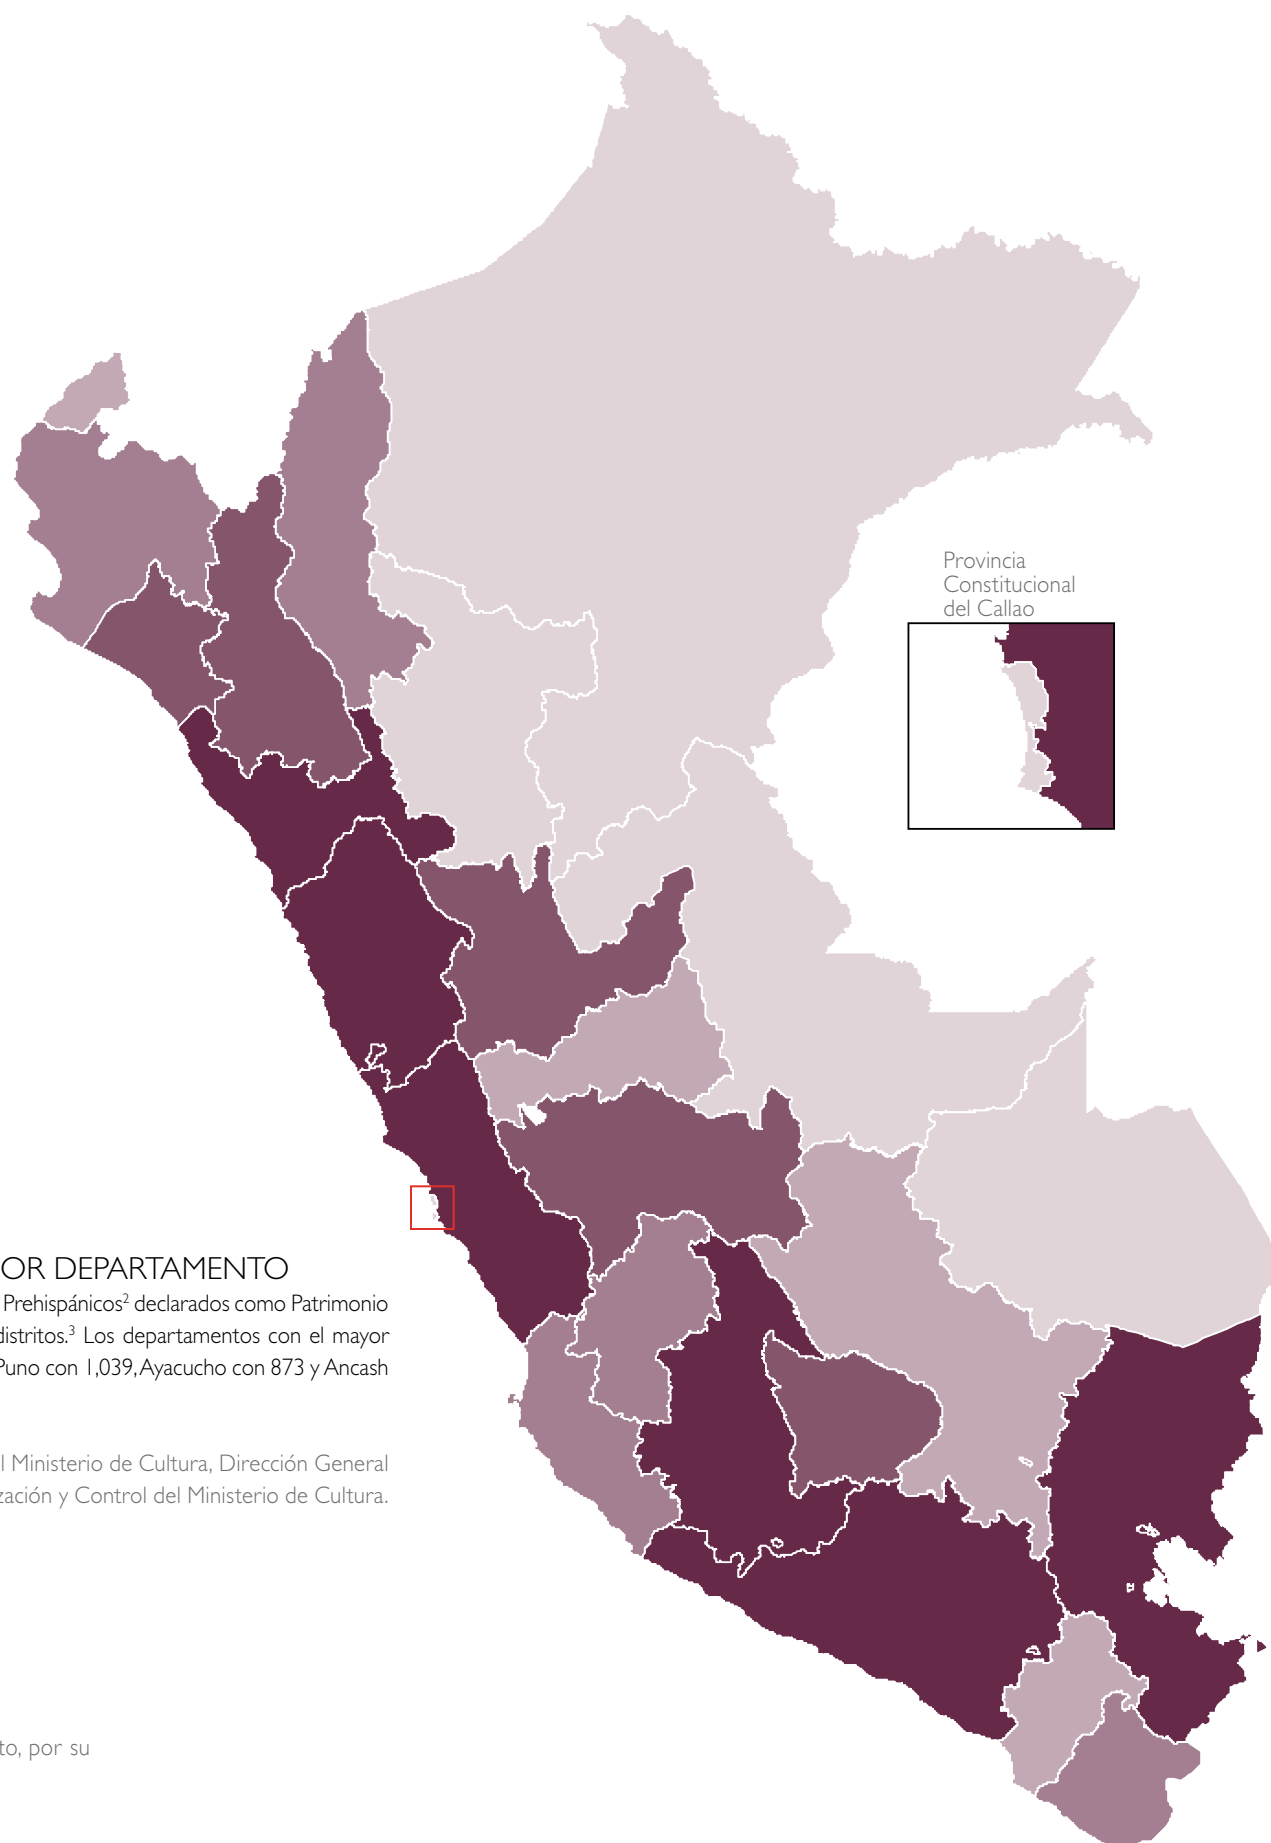 Provincia
Constitucional
del Callao
OR DEPARTAMENTO
Prehispánicos² declarados como Patrimonio
distritos.³ Los departamentos con el mayor
Puno con 1,039, Ayacucho con 873 y Ancash
l Ministerio de Cultura, Dirección General
zación y Control del Ministerio de Cultura.
to, por su